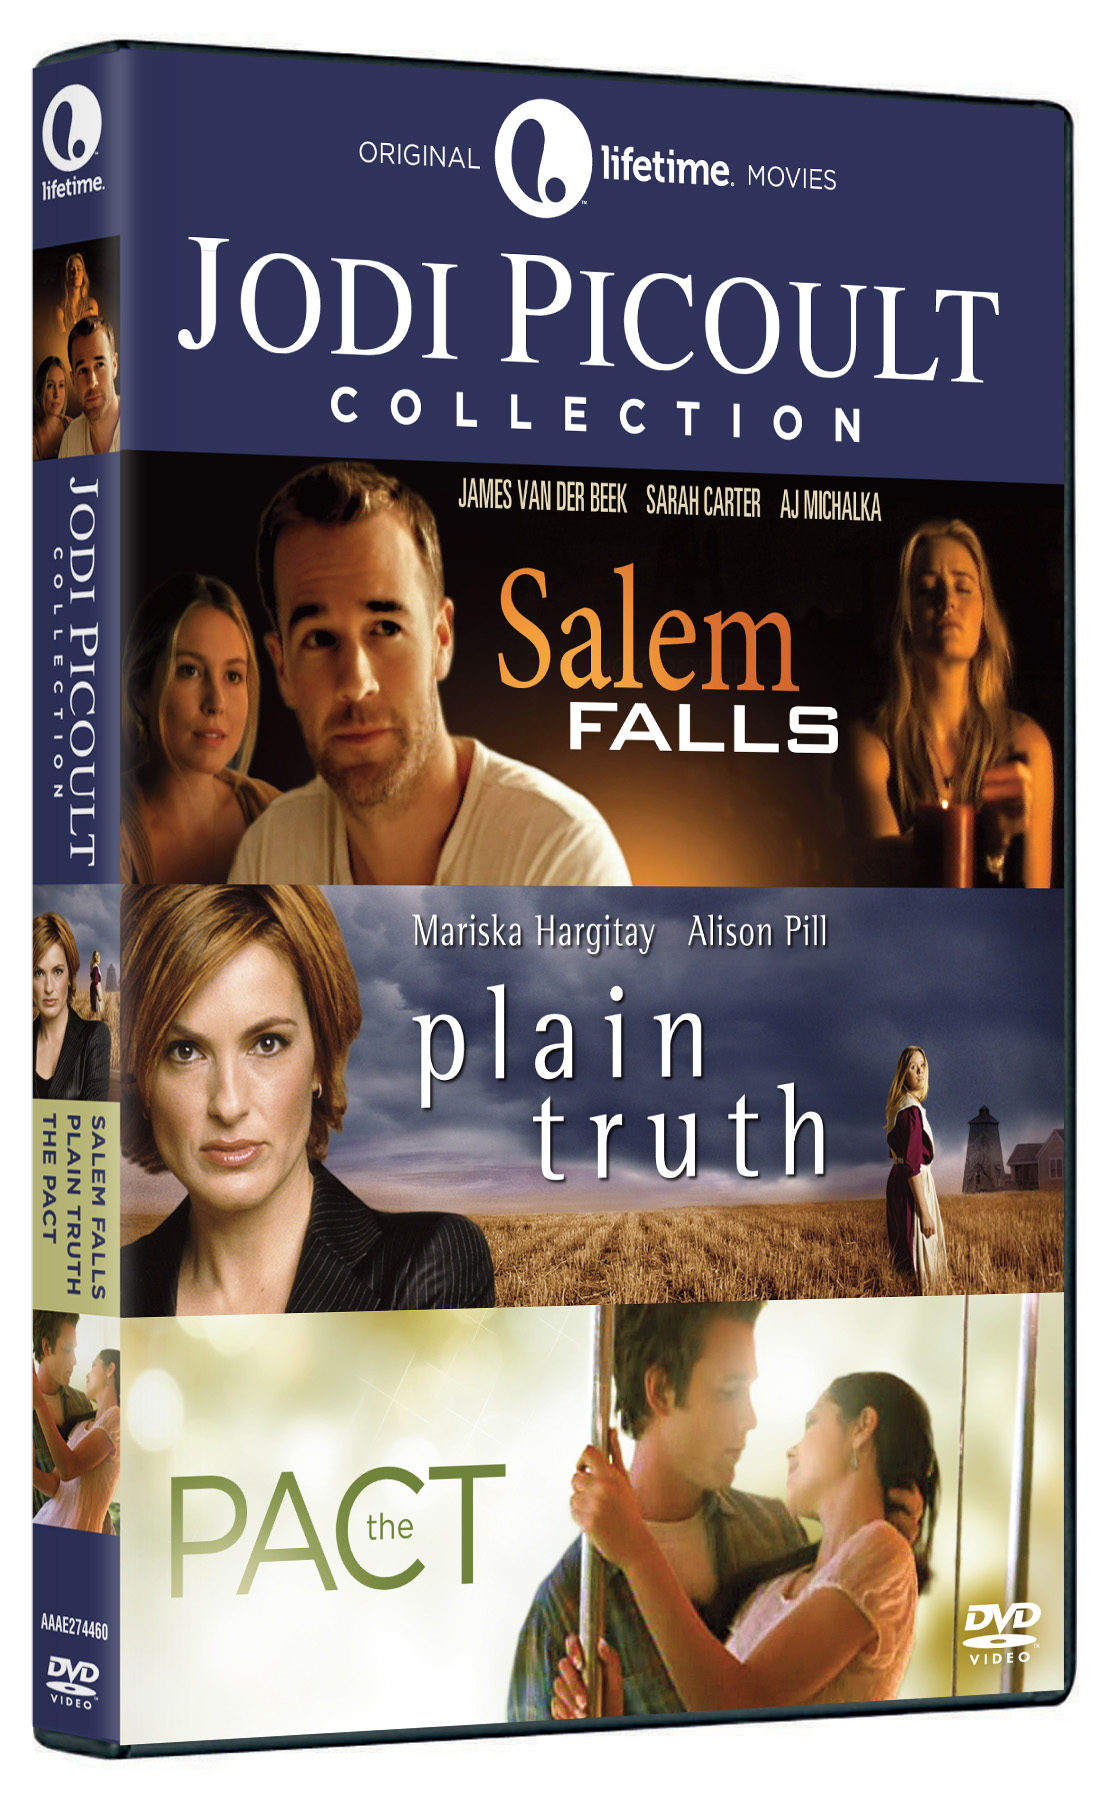 lifetime.
JODI PICOULT
COLLECTION
SALEM FALLS
PLAIN TRUTH
THE PACT
AAAE274460
DVD
VIDEO
ORIGINAL lifetime. MOVIES
JODI PICOULT
COLLECTION
JAMES VAN DER BEEK SARAH CARTER AJ MICHALKA
Salem
FALLS
Mariska Hargitay Alison Pill
plain
truth
the PACT
DVD
VIDEO